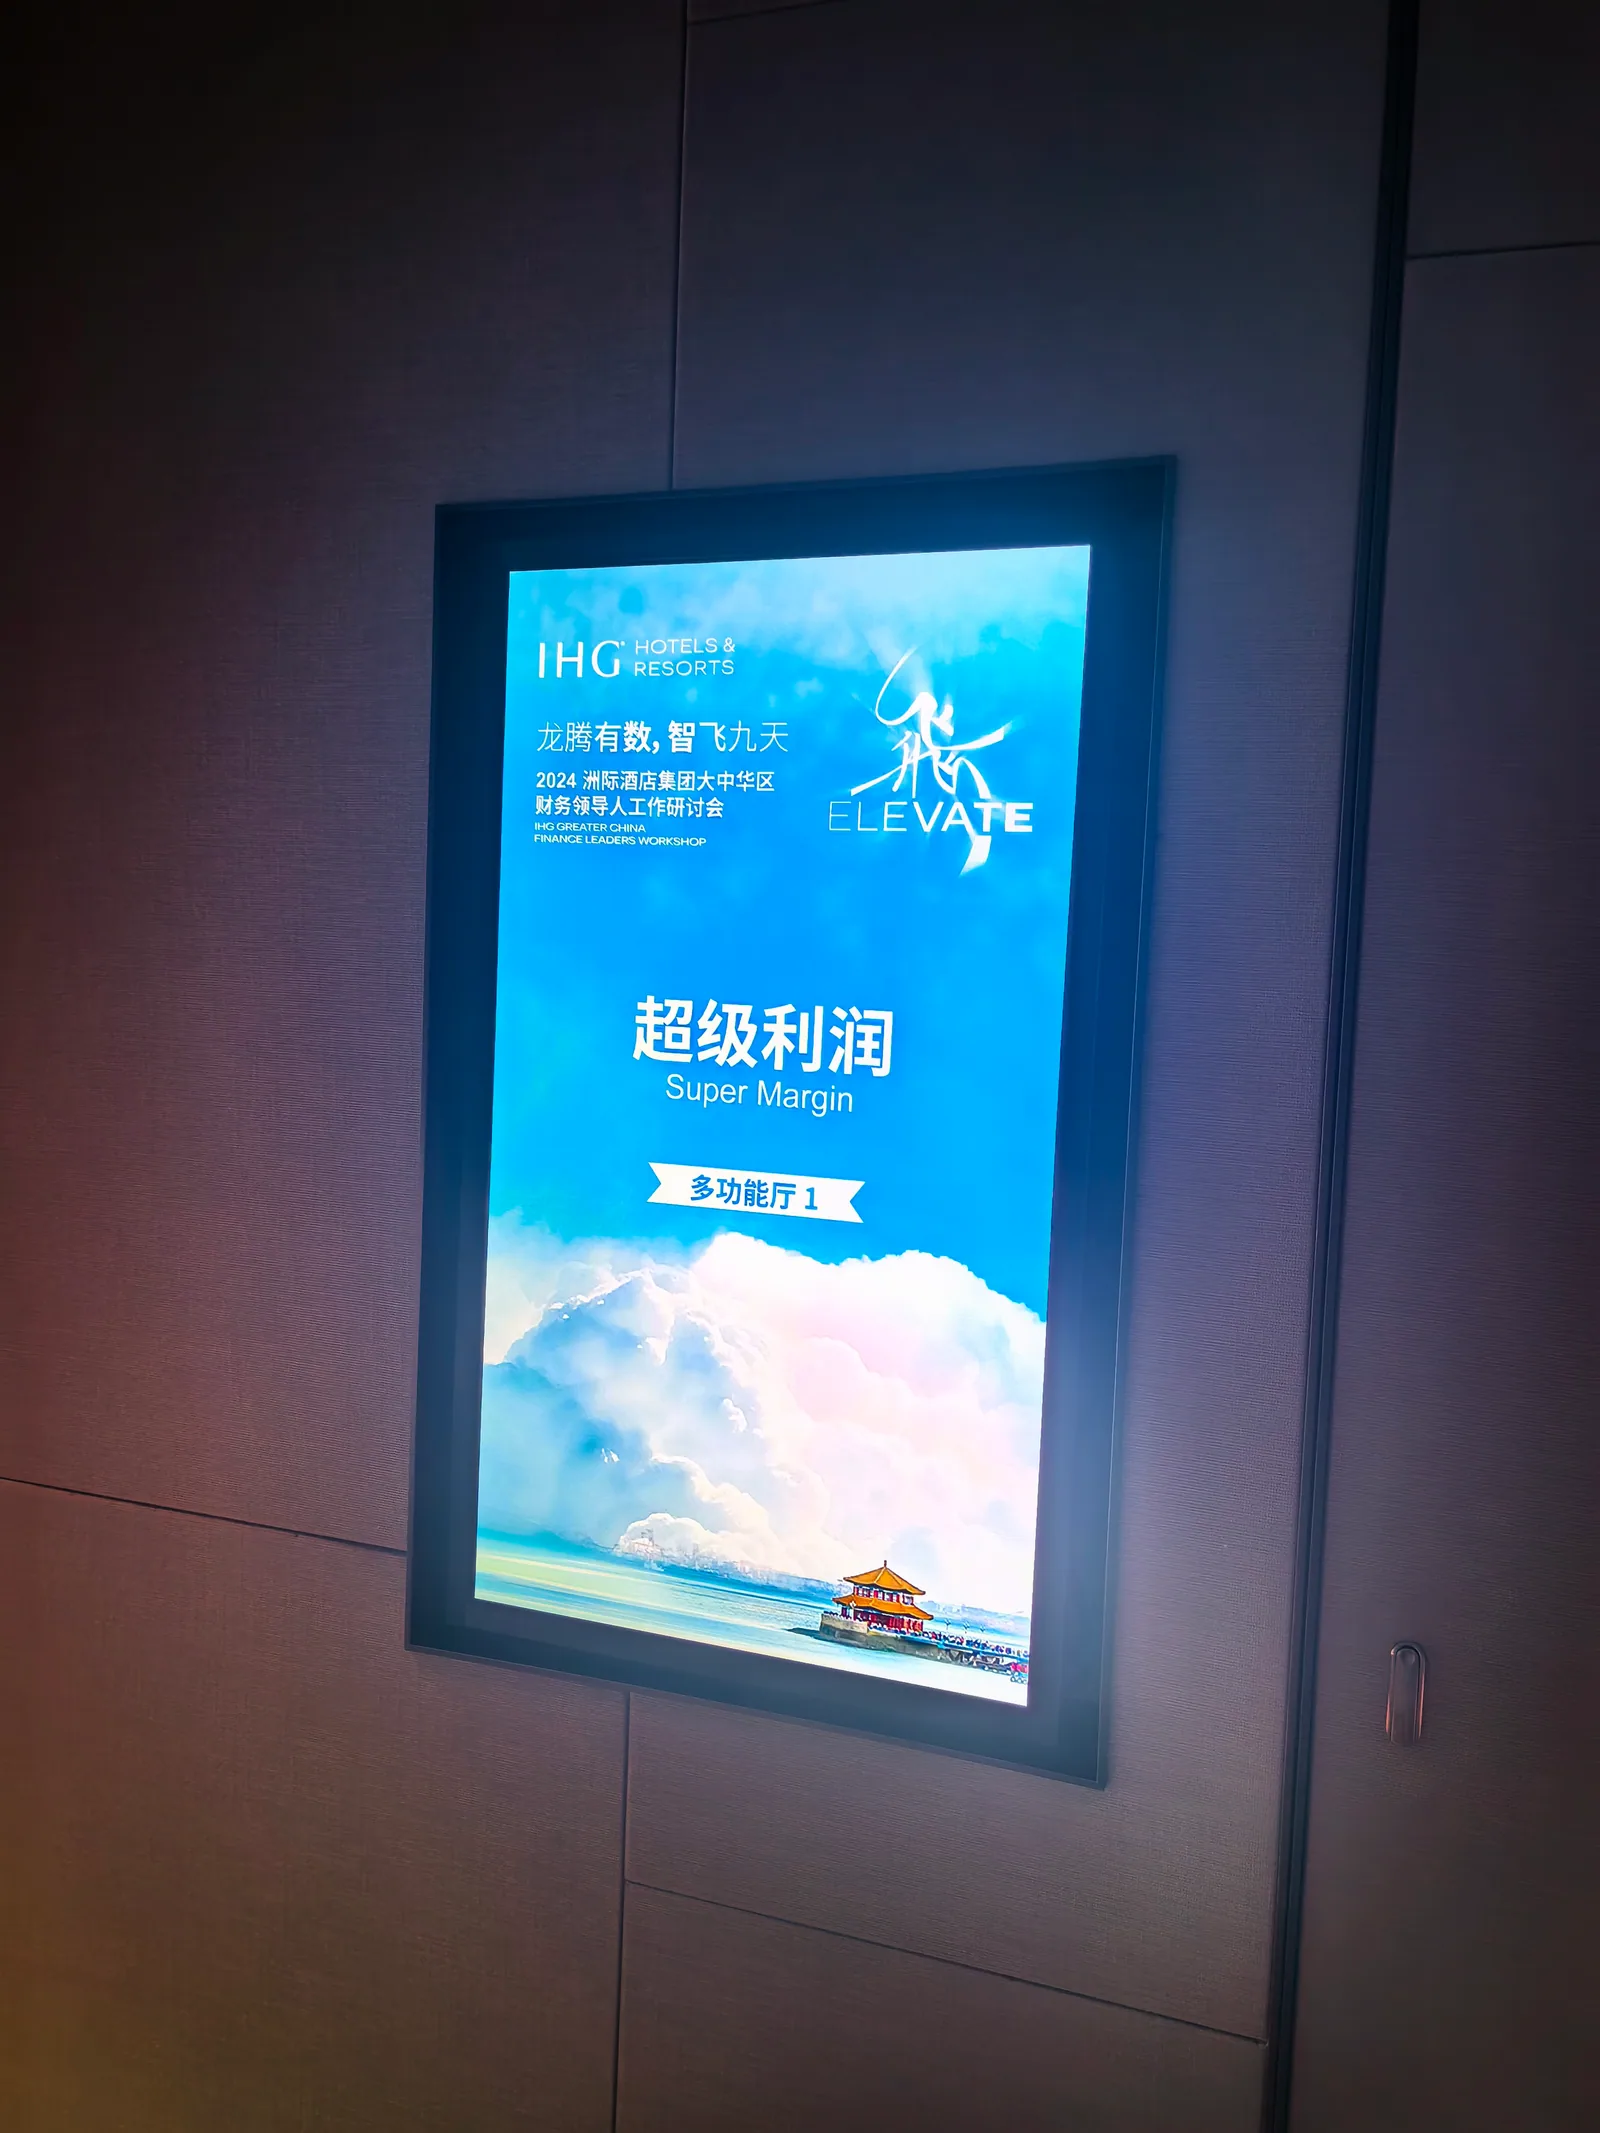 IHG® HOTELS &
RESORTS
龙腾有数，智飞九天
2024 洲际酒店集团大中华区
财务领导人工作研讨会
IHG GREATER CHINA
FINANCE LEADERS WORKSHOP
飛
ELEVATE
超级利润
Super Margin
多功能厅 1